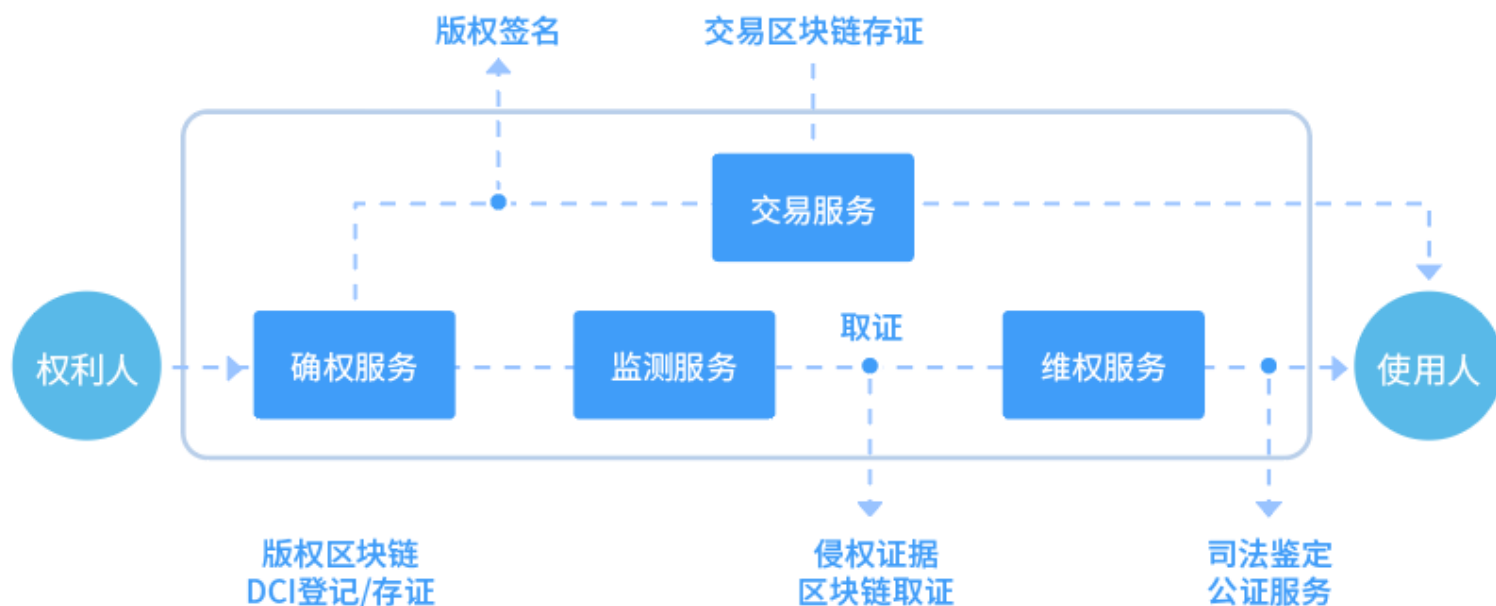 版权签名
交易区块链存证
交易服务
取证
权利人
确权服务
监测服务
维权服务
使用人
版权区块链
DCI登记/存证
侵权证据
区块链取证
司法鉴定
公证服务